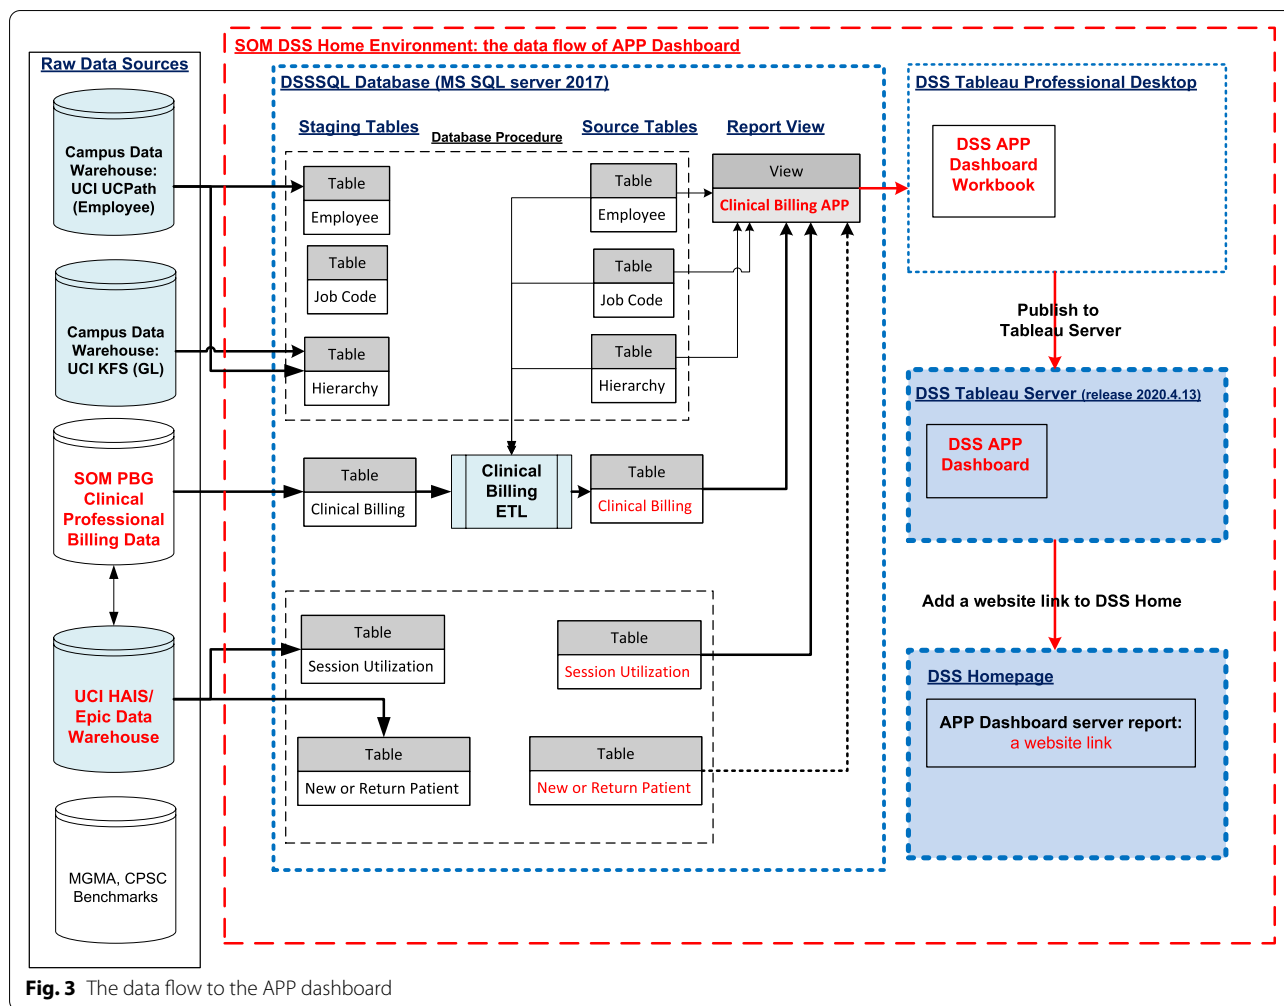 SOM DSS Home Environment: the data flow of APP Dashboard
Raw Data Sources
Campus Data
Warehouse:
UCI UCPath
(Employee)
Campus Data
Warehouse:
UCI KFS (GL)
SOM PBG
Clinical
Professional
Billing Data
UCI HAIS/
Epic Data
Warehouse
MGMA, CPSC
Benchmarks
DSSSQL Database (MS SQL server 2017)
Staging Tables
Database Procedure
Source Tables
Report View
Table
Employee
Table
Job Code
Table
Hierarchy
Table
Employee
Table
Job Code
Table
Hierarchy
View
Clinical Billing APP
Table
Clinical Billing
Clinical
Billing
ETL
Table
Clinical Billing
Table
Session Utilization
Table
Session Utilization
Table
New or Return Patient
Table
New or Return Patient
DSS Tableau Professional Desktop
DSS APP
Dashboard
Workbook
Publish to
Tableau Server
DSS Tableau Server (release 2020.4.13)
DSS APP
Dashboard
Add a website link to DSS Home
DSS Homepage
APP Dashboard server report:
a website link
Fig. 3 The data flow to the APP dashboard